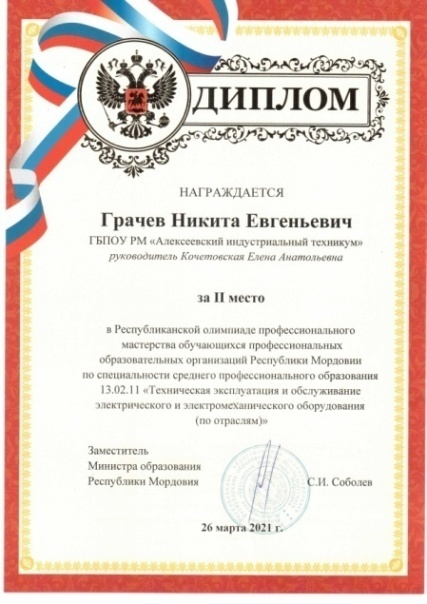 ДИПЛОМ
НАГРАЖДАЕТСЯ
Грачев Никита Евгеньевич
ГБПОУ РМ «Алексеевский индустриальный техникум»
руководитель Кочетовская Елена Анатольевна
за II место
в Республиканской олимпиаде профессионального
мастерства обучающихся профессиональных
образовательных организаций Республики Мордовии
по специальности среднего профессионального образования
13.02.11 «Техническая эксплуатация и обслуживание
электрического и электромеханического оборудования
(по отраслям)»
Заместитель
Министра образования
Республики Мордовия
С.И. Соболев
26 марта 2021 г.